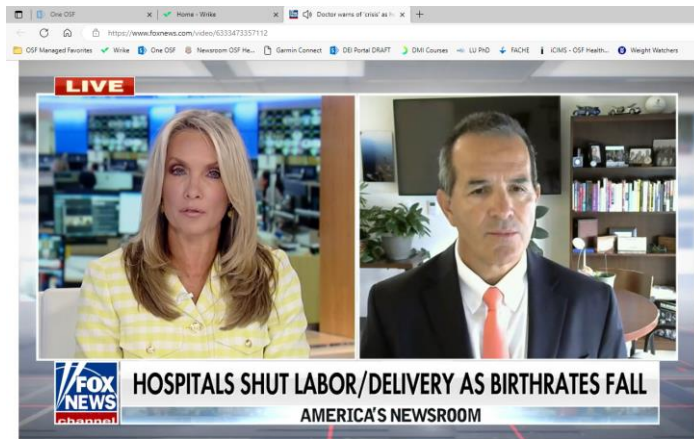 One OSF
Home - Wrike
Doctor warns of 'crisis' as h
https://www.foxnews.com/video/6333473357112
OSF Managed Favorites
Wrike
One OSF
Newsroom OSF He...
Garmin Connect
DEI Portal DRAFT
DMI Courses
LU PhD
FACHE
iCIMS - OSF Health...
Weight Watchers
LIVE
FOX
NEWS
channel
HOSPITALS SHUT LABOR/DELIVERY AS BIRTHRATES FALL
AMERICA'S NEWSROOM